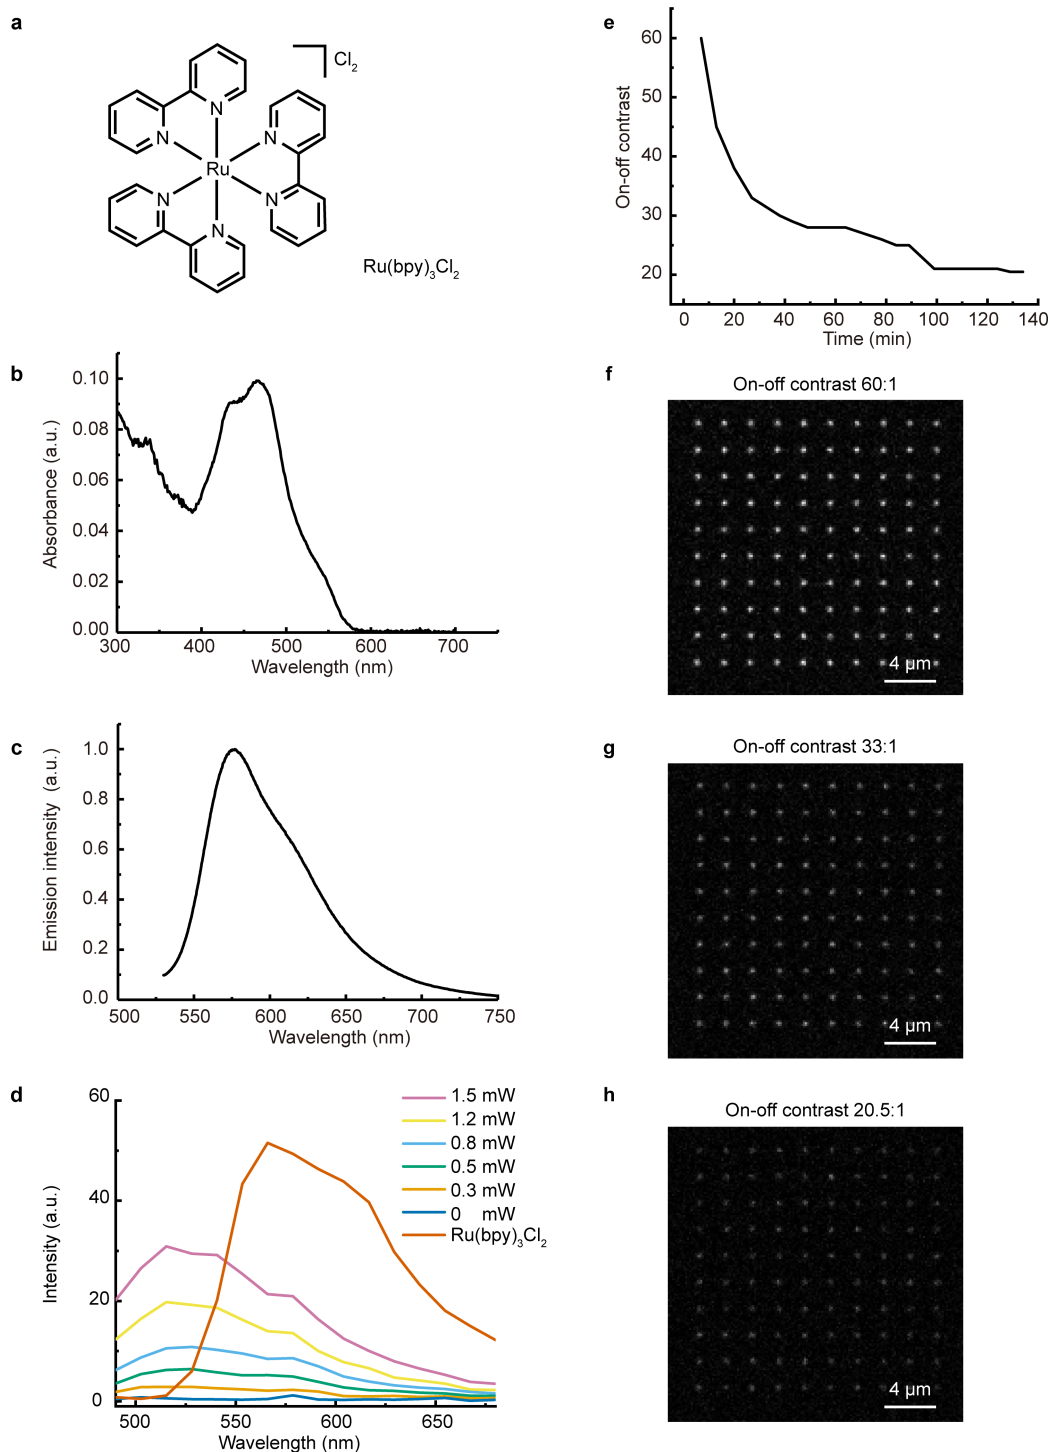 a
Cl2
N
N
N
N
Ru
N
N
Ru(bpy)3Cl2
b
Absorbance (a.u.)
0.10
0.08
0.06
0.04
0.02
0.00
300 400 500 600 700
Wavelength (nm)
c
Emission intensity (a.u.)
1.0
0.8
0.6
0.4
0.2
0.0
500 550 600 650 700 750
Wavelength (nm)
d
Intensity (a.u.)
60
40
20
0
1.5 mW
1.2 mW
0.8 mW
0.5 mW
0.3 mW
0 mW
Ru(bpy)3Cl2
500 550 600 650
Wavelength (nm)
e
On-off contrast
60
50
40
30
20
0 20 40 60 80 100 120 140
Time (min)
f
On-off contrast 60:1
4 μm
g
On-off contrast 33:1
4 μm
h
On-off contrast 20.5:1
4 μm